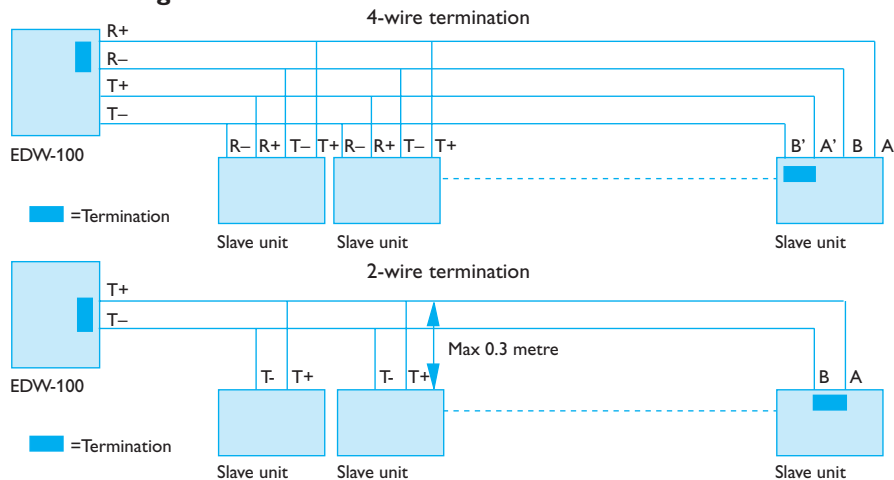 4-wire termination
R+
R–
T+
T–
EDW-100
R– R+ T– T+ R– R+ T– T+
B' A' B A
=Termination
Slave unit Slave unit Slave unit
2-wire termination
T+
T–
Max 0.3 metre
EDW-100
T- T+ T- T+
B A
=Termination
Slave unit Slave unit Slave unit